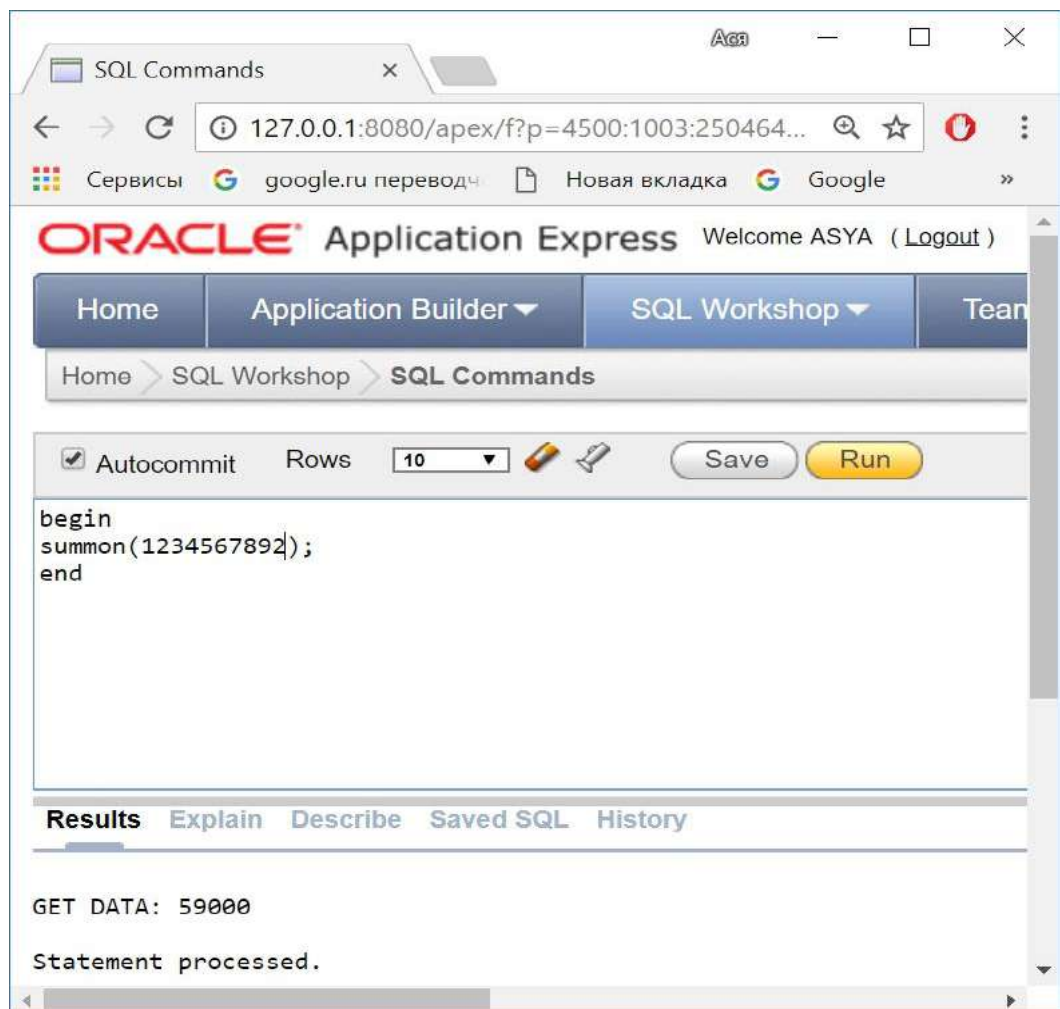 Ася
SQL Commands
127.0.0.1:8080/apex/f?p=4500:1003:250464...
Сервисы google.ru переводч Новая вкладка Google »
ORACLE Application Express Welcome ASYA ( Logout )
Home Application Builder SQL Workshop Team
Home SQL Workshop SQL Commands
Autocommit Rows 10 Save Run
begin
summon(1234567892);
end
Results Explain Describe Saved SQL History
GET DATA: 59000
Statement processed.